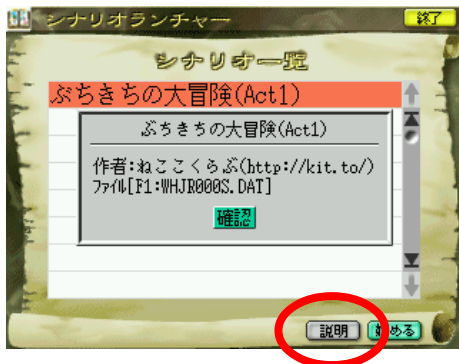 シナリオランチャー
終了
シナリオ一覧
ぶちきちの大冒険(Act1)
ぶちきちの大冒険(Act1)
作者:ねここくらぶ(http://kit.to/)
ファイル[F1:WHJR000S.DAT]
確認
説明
始める